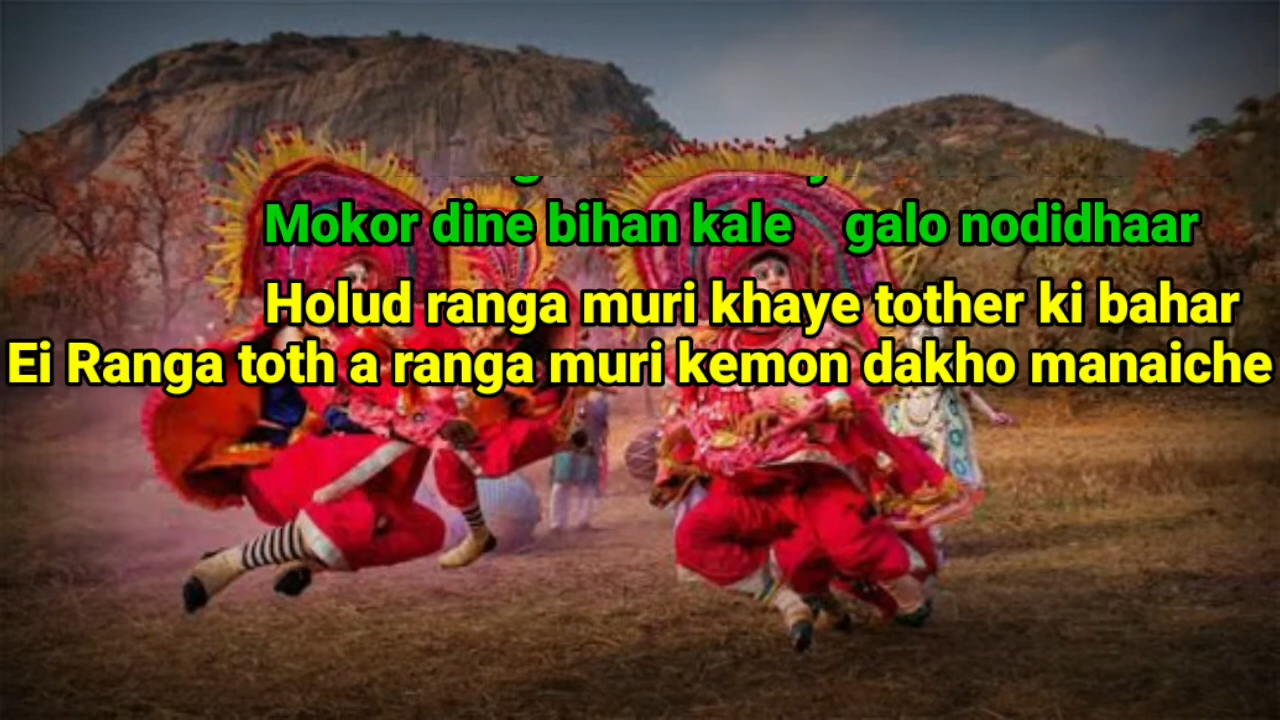 Mokor dine bihan kale galo nodidhaar
Holud ranga muri khaye tother ki bahar
Ei Ranga toth a ranga muri kemon dakho manaiche